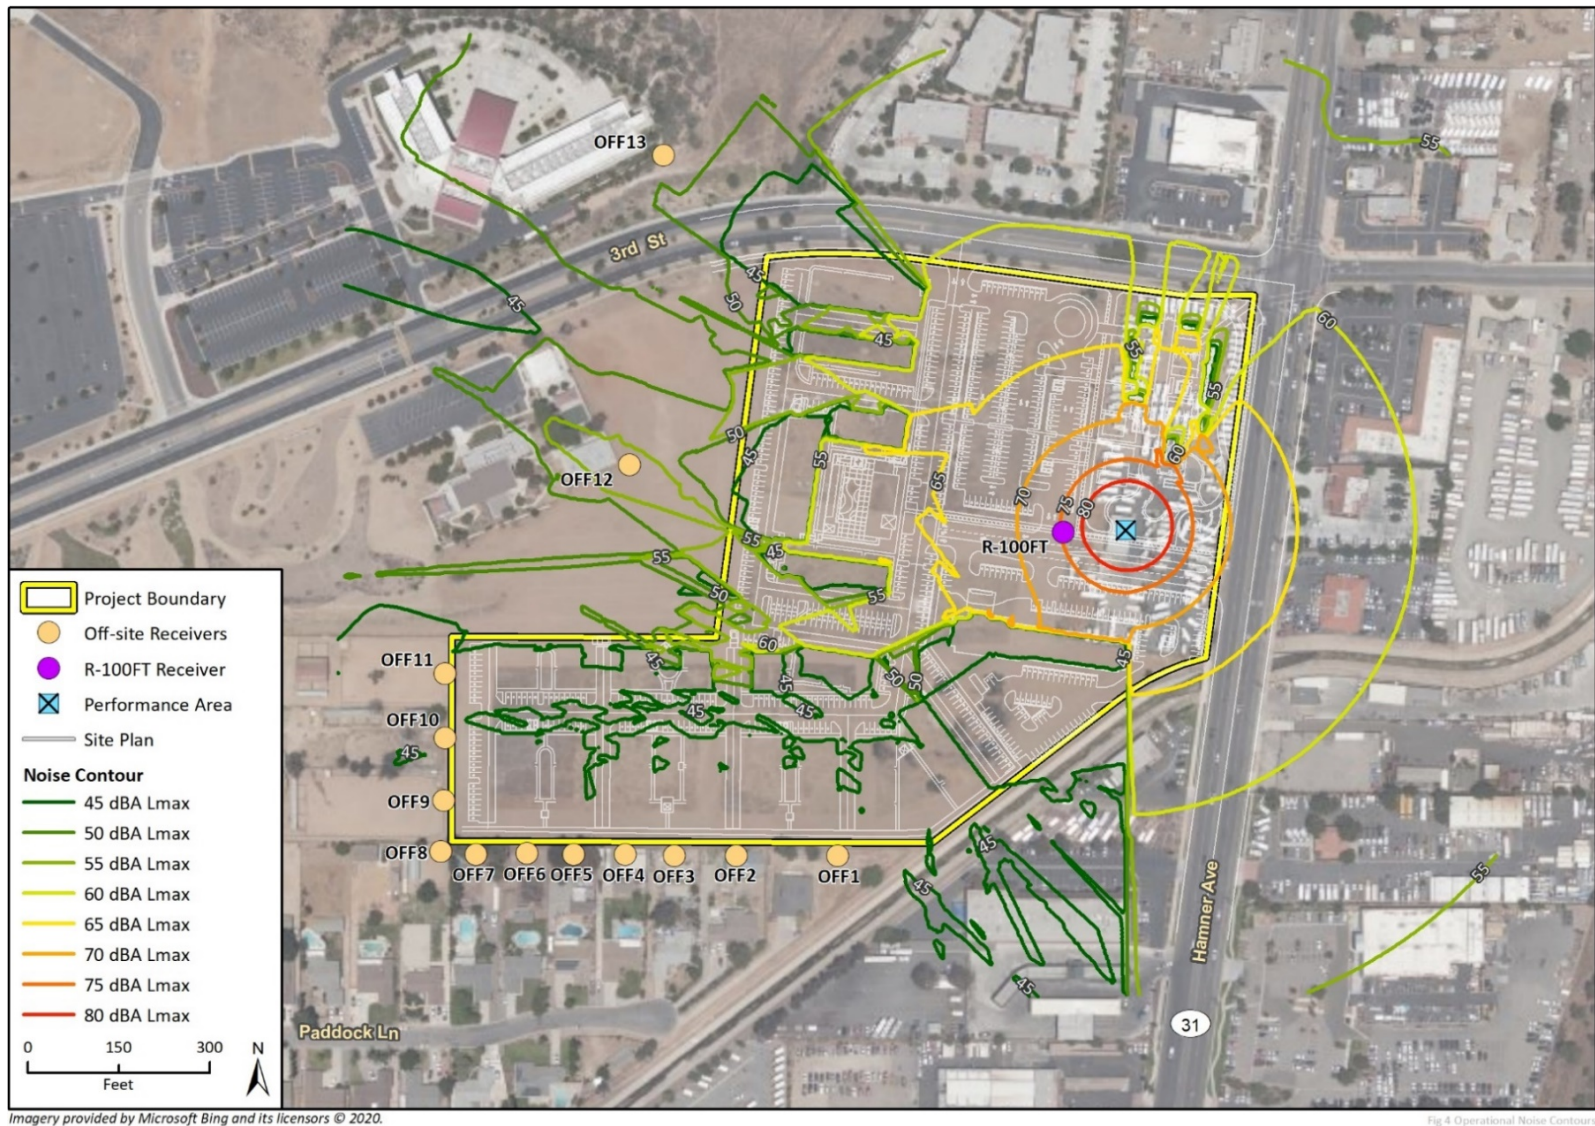 OFF13
3rd St
55
45
50
45
45
60
55
55
50
45
55
60
OFF12
65
70
75
80
R-100FT
55
45
55
50
55
60
45
OFF11
45
45
50
50
OFF10
45
45
45
OFF9
OFF8
OFF7
OFF6
OFF5
OFF4
OFF3
OFF2
OFF1
45
45
45
55
Hamner Ave
31
Paddock Ln
Project Boundary
Off-site Receivers
R-100FT Receiver
Performance Area
Site Plan
Noise Contour
45 dBA Lmax
50 dBA Lmax
55 dBA Lmax
60 dBA Lmax
65 dBA Lmax
70 dBA Lmax
75 dBA Lmax
80 dBA Lmax
0 150 300
Feet
N
Imagery provided by Microsoft Bing and its licensors © 2020.
Fig 4 Operational Noise Contours